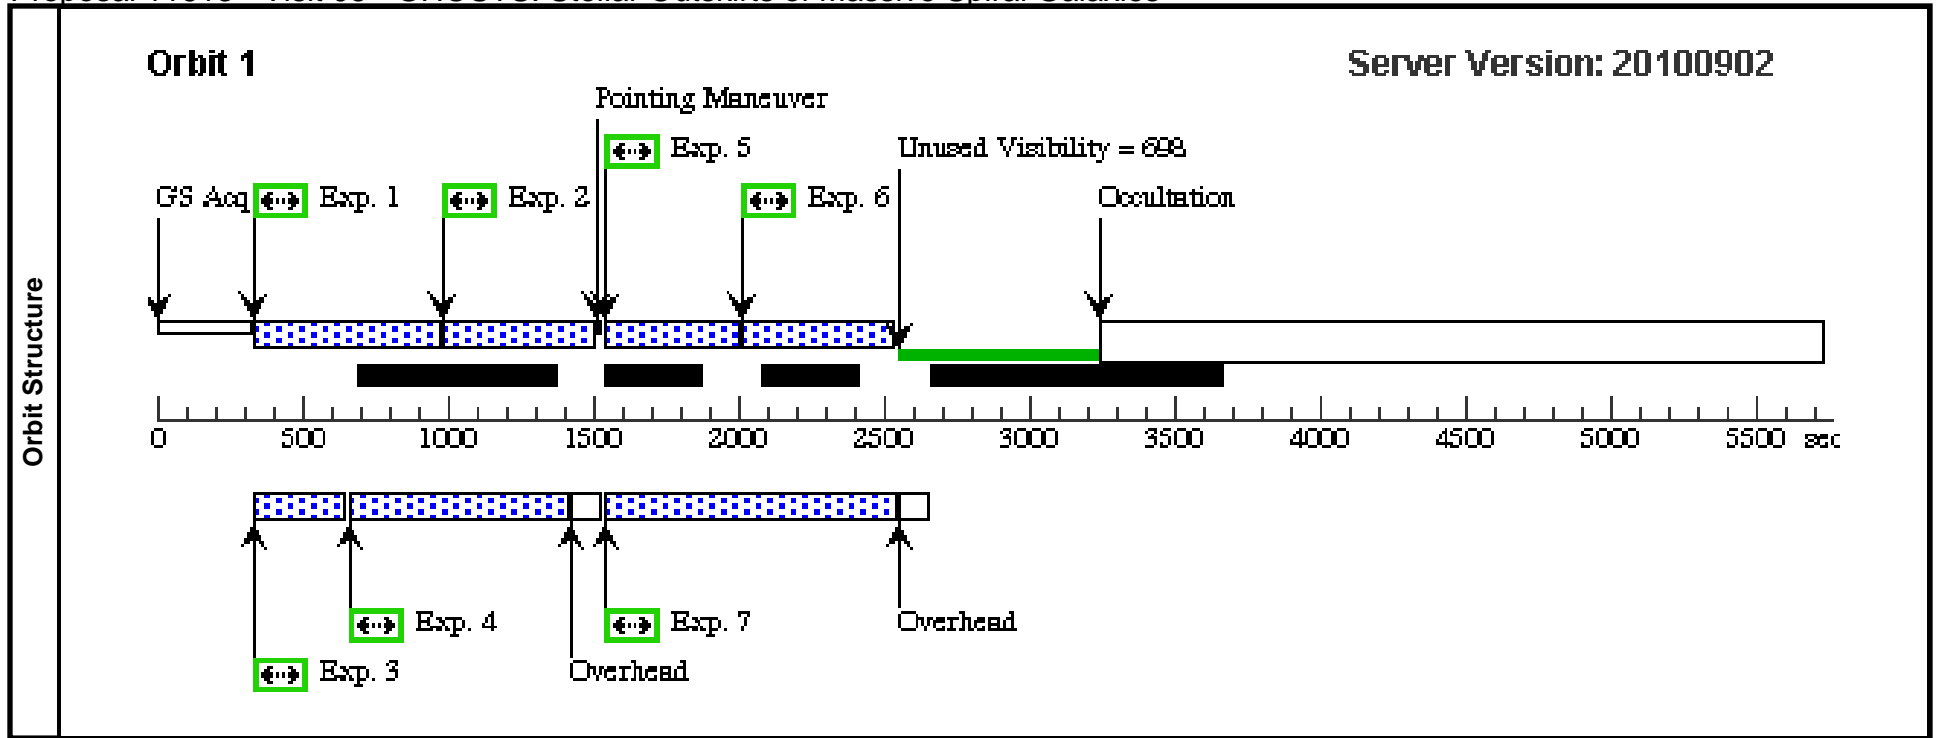 Orbit 1
Server Version: 20100902
Pointing Maneuver
Exp. 5
Unused Visibility = 698
GS Acq
Exp. 1
Exp. 2
Exp. 6
Occultation
Orbit Structure
0 500 1000 1500 2000 2500 3000 3500 4000 4500 5000 5500 sec
Exp. 4
Exp. 7
Overhead
Exp. 3
Overhead